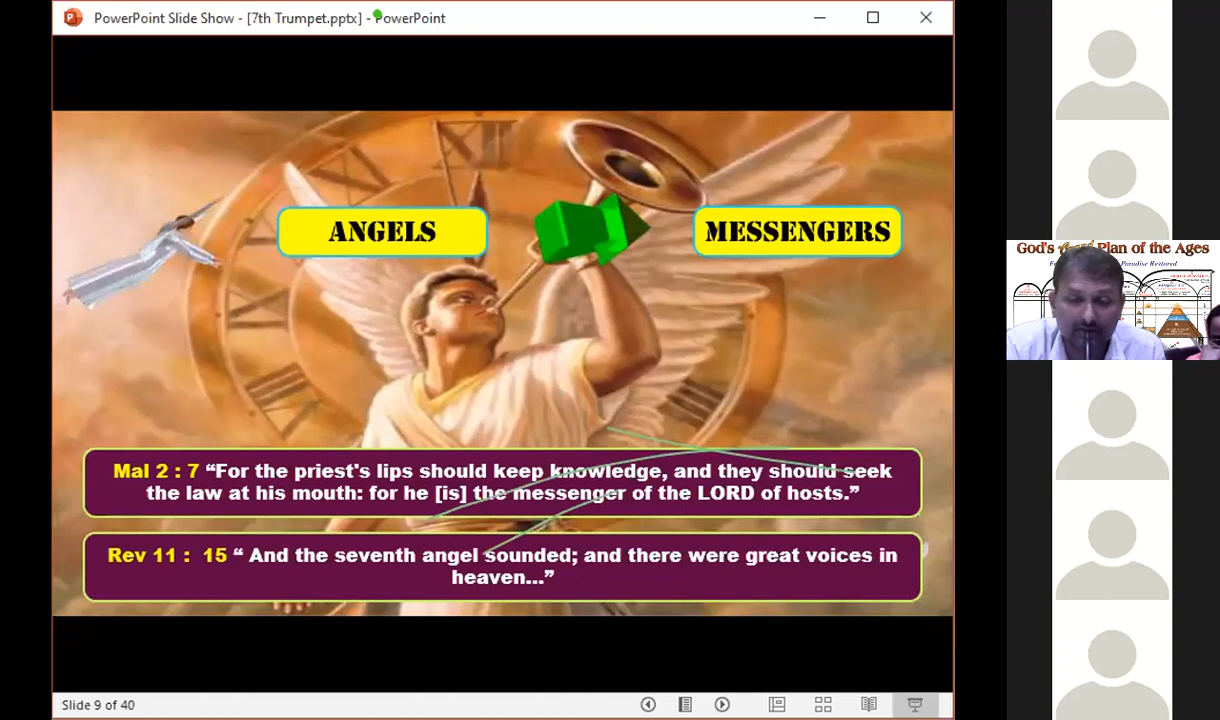 PowerPoint Slide Show - [7th Trumpet.pptx] - PowerPoint
ANGELS
MESSENGERS
Mal 2 : 7 “For the priest's lips should keep knowledge, and they should seek
the law at his mouth: for he [is] the messenger of the LORD of hosts.”
Rev 11 : 15 “ And the seventh angel sounded; and there were great voices in
heaven...”
Slide 9 of 40
God's Plan of the Ages
Paradise Restored